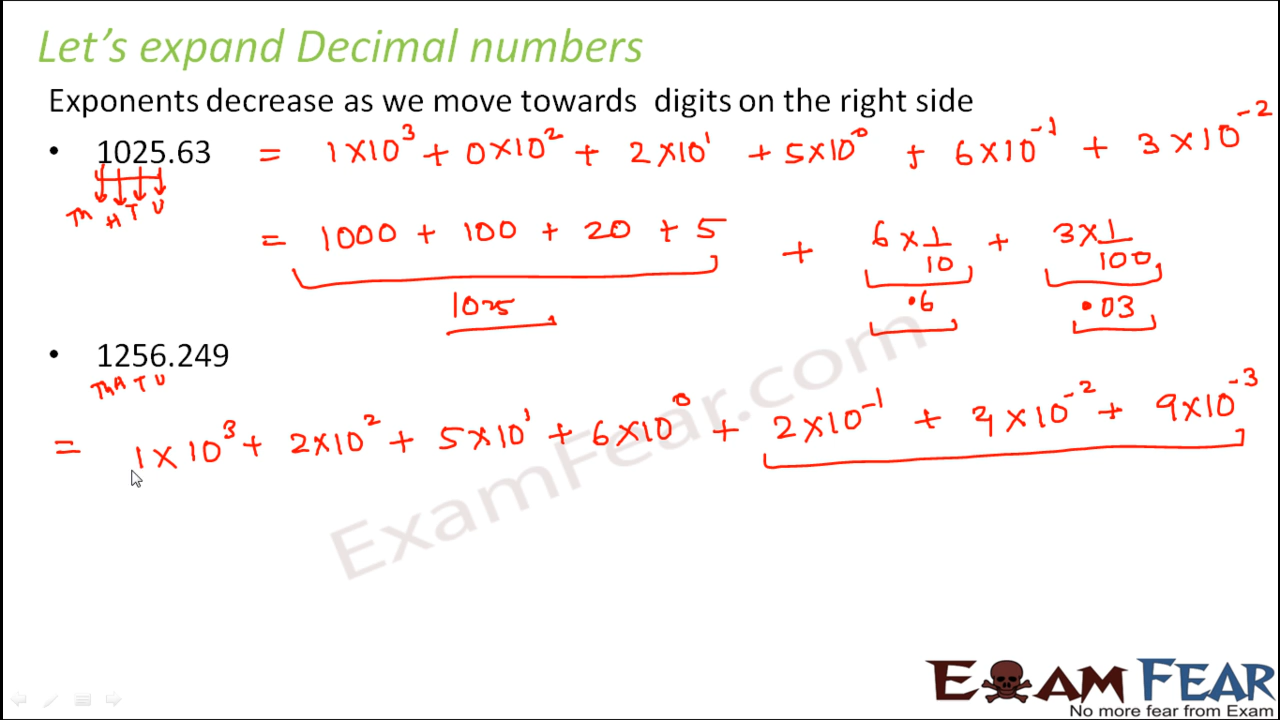 Let's expand Decimal numbers
Exponents decrease as we move towards digits on the right side
• 1025.63 = 1×10³ + 0×10² + 2×10¹ + 5×10⁰ + 6×10⁻¹ + 3×10⁻²
Th H T U
= 1000 + 100 + 20 + 5 + 6×1/10 + 3×1/100
1025 .6 .03
• 1256.249
Th H T U
= 1×10³ + 2×10² + 5×10¹ + 6×10⁰ + 2×10⁻¹ + 4×10⁻² + 9×10⁻³
ExamFear.com
EXAM FEAR
No more fear from Exam